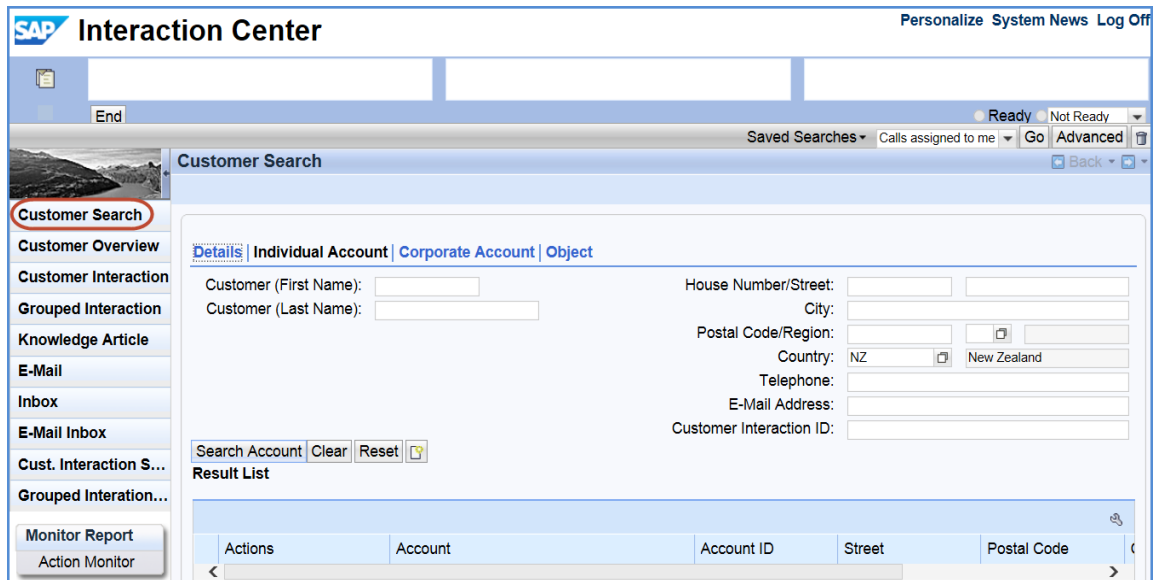 SAP Interaction Center
Personalize System News Log Off
End
Ready Not Ready
Saved Searches Calls assigned to me Go Advanced
Customer Search Back
Customer Search
Customer Overview
Customer Interaction
Grouped Interaction
Knowledge Article
E-Mail
Inbox
E-Mail Inbox
Cust. Interaction S...
Grouped Interation...
Monitor Report
Action Monitor
Details | Individual Account | Corporate Account | Object
Customer (First Name):
Customer (Last Name):
House Number/Street:
City:
Postal Code/Region:
Country: NZ New Zealand
Telephone:
E-Mail Address:
Customer Interaction ID:
Search Account Clear Reset
Result List
Actions Account Account ID Street Postal Code